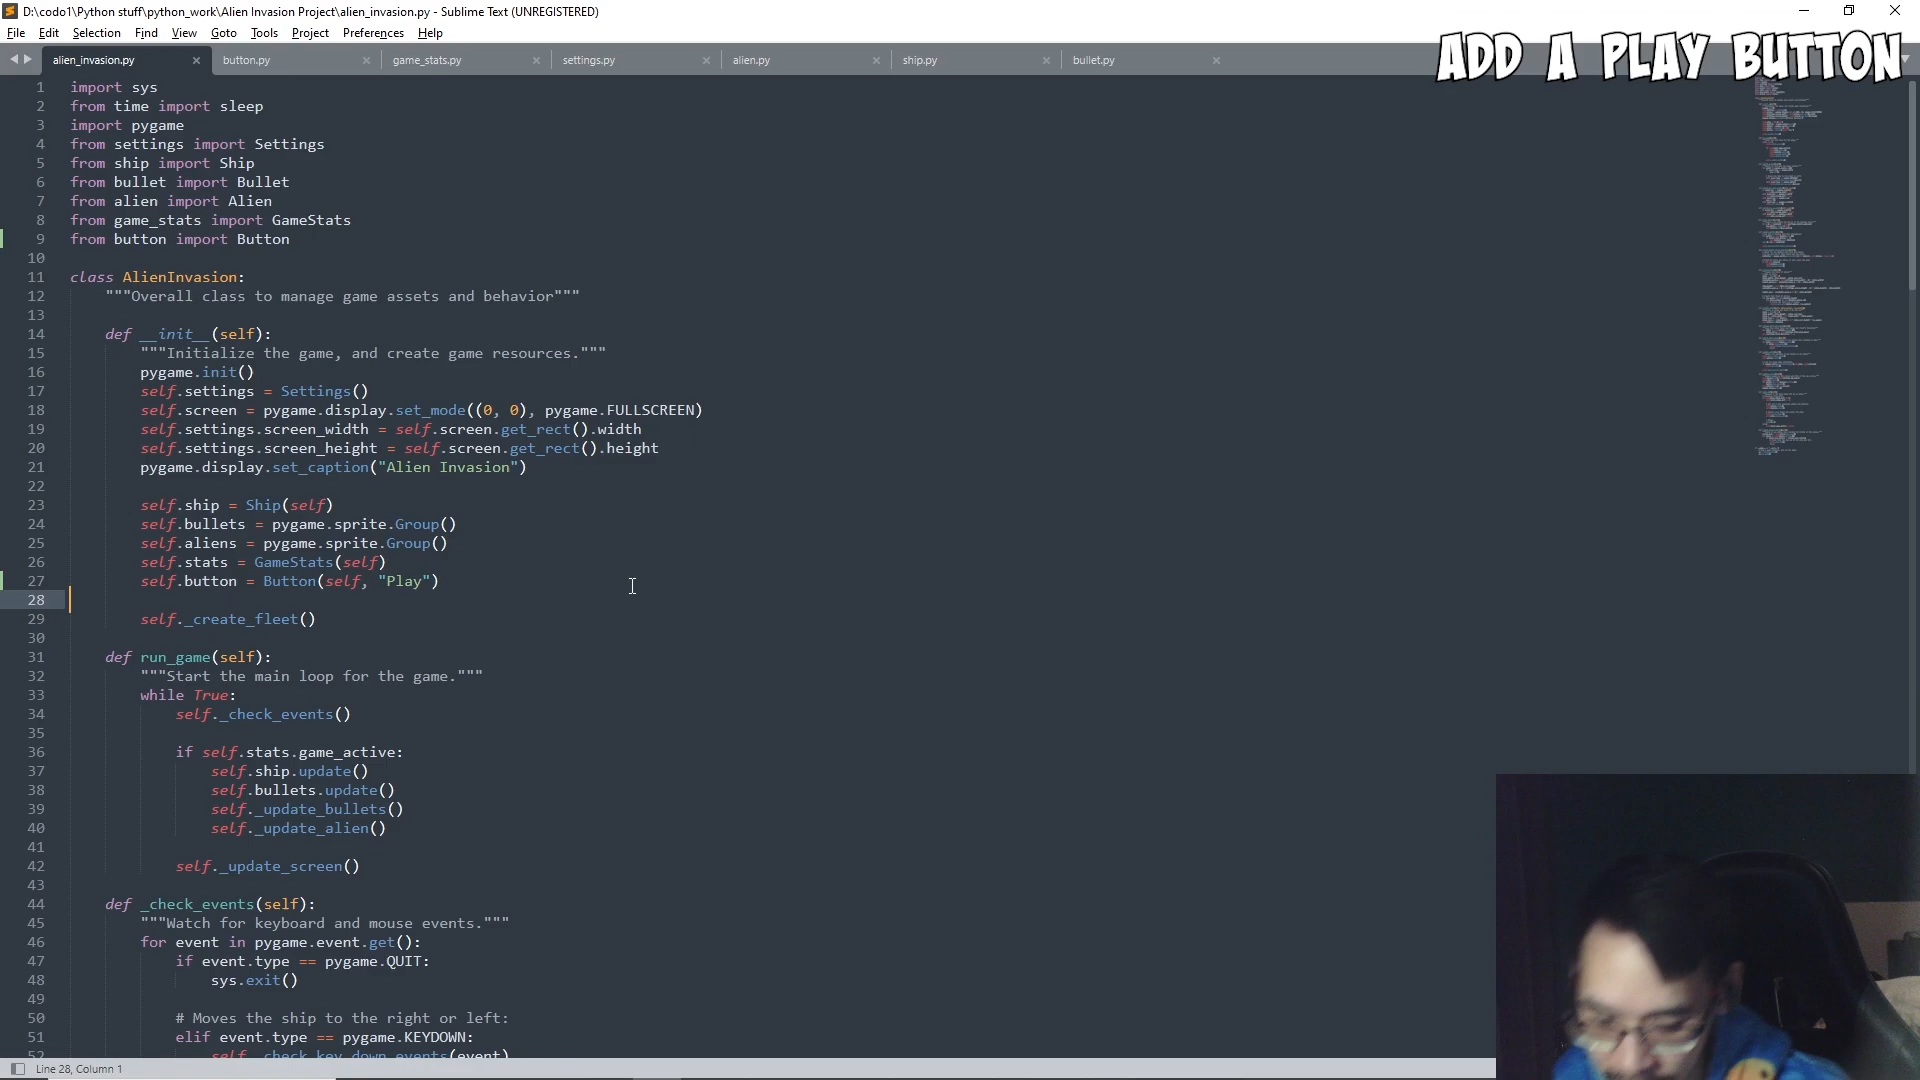 D:\codo1\Python stuff\python_work\Alien Invasion Project\alien_invasion.py - Sublime Text (UNREGISTERED)
File Edit Selection Find View Goto Tools Project Preferences Help
ADD A PLAY BUTTON
alien_invasion.py button.py game_stats.py settings.py alien.py ship.py bullet.py
1 import sys
2 from time import sleep
3 import pygame
4 from settings import Settings
5 from ship import Ship
6 from bullet import Bullet
7 from alien import Alien
8 from game_stats import GameStats
9 from button import Button
10
11 class AlienInvasion:
12     """Overall class to manage game assets and behavior"""
13
14     def __init__(self):
15         """Initialize the game, and create game resources."""
16         pygame.init()
17         self.settings = Settings()
18         self.screen = pygame.display.set_mode((0, 0), pygame.FULLSCREEN)
19         self.settings.screen_width = self.screen.get_rect().width
20         self.settings.screen_height = self.screen.get_rect().height
21         pygame.display.set_caption("Alien Invasion")
22
23         self.ship = Ship(self)
24         self.bullets = pygame.sprite.Group()
25         self.aliens = pygame.sprite.Group()
26         self.stats = GameStats(self)
27         self.button = Button(self, "Play")
28
29         self._create_fleet()
30
31     def run_game(self):
32         """Start the main loop for the game."""
33         while True:
34             self._check_events()
35
36             if self.stats.game_active:
37                 self.ship.update()
38                 self.bullets.update()
39                 self._update_bullets()
40                 self._update_alien()
41
42             self._update_screen()
43
44     def _check_events(self):
45         """Watch for keyboard and mouse events."""
46         for event in pygame.event.get():
47             if event.type == pygame.QUIT:
48                 sys.exit()
49
50             # Moves the ship to the right or left:
51             elif event.type == pygame.KEYDOWN:
52                 self._check_key_down_events(event)
Line 28, Column 1